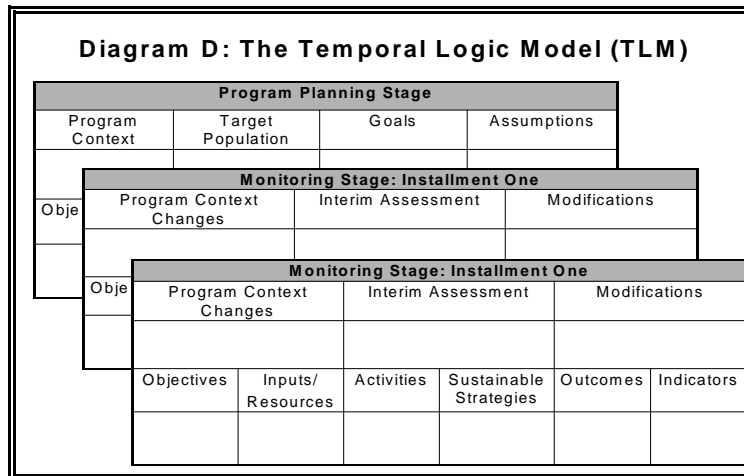 Diagram D: The Temporal Logic Model (TLM)
Program Planning Stage
Program Context
Target Population
Goals
Assumptions
Obje
Monitoring Stage: Installment One
Program Context Changes
Interim Assessment
Modifications
Obje
Monitoring Stage: Installment One
Program Context Changes
Interim Assessment
Modifications
Objectives
Inputs/ Resources
Activities
Sustainable Strategies
Outcomes
Indicators